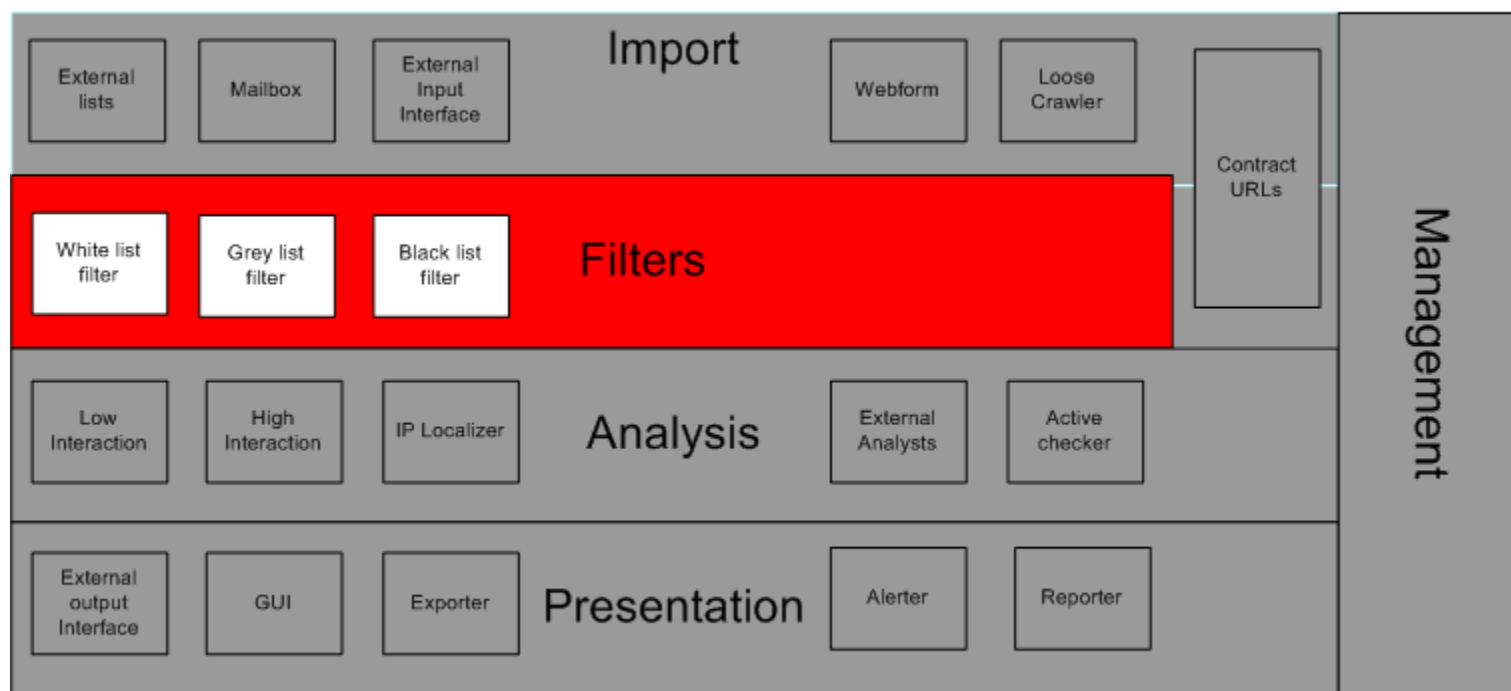 Import
External
lists
Mailbox
External
Input
Interface
Webform
Loose
Crawler
Contract
URLs
Filters
White list
filter
Grey list
filter
Black list
filter
Analysis
Low
Interaction
High
Interaction
IP Localizer
External
Analysts
Active
checker
Presentation
External
output
Interface
GUI
Exporter
Alerter
Reporter
Management